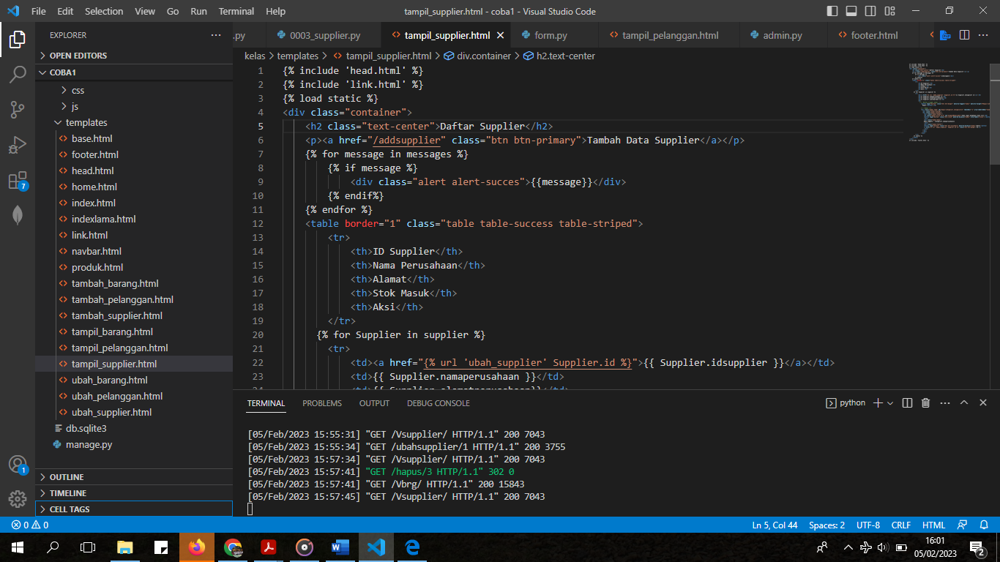 File Edit Selection View Go Run Terminal Help
tampil_supplier.html - coba1 - Visual Studio Code
EXPLORER
.py
0003_supplier.py
tampil_supplier.html
form.py
tampil_pelanggan.html
admin.py
footer.html
OPEN EDITORS
COBA1
css
js
templates
base.html
footer.html
head.html
home.html
index.html
indexlama.html
link.html
navbar.html
produk.html
tambah_barang.html
tambah_pelanggan.html
tambah_supplier.html
tampil_barang.html
tampil_pelanggan.html
tampil_supplier.html
ubah_barang.html
ubah_pelanggan.html
ubah_supplier.html
db.sqlite3
manage.py
OUTLINE
TIMELINE
CELL TAGS
7
1
kelas > templates > tampil_supplier.html > div.container > h2.text-center
1 {% include 'head.html' %}
2 {% include 'link.html' %}
3 {% load static %}
4 <div class="container">
5 <h2 class="text-center">Daftar Supplier</h2>
6 <p><a href="/addsupplier" class="btn btn-primary">Tambah Data Supplier</a></p>
7 {% for message in messages %}
8 {% if message %}
9 <div class="alert alert-succes">{{message}}</div>
10 {% endif%}
11 {% endfor %}
12 <table border="1" class="table table-success table-striped">
13 <tr>
14 <th>ID Supplier</th>
15 <th>Nama Perusahaan</th>
16 <th>Alamat</th>
17 <th>Stok Masuk</th>
18 <th>Aksi</th>
19 </tr>
20 {% for Supplier in supplier %}
21 <tr>
22 <td><a href="{% url 'ubah_supplier' Supplier.id %}">{{ Supplier.idsupplier }}</a></td>
23 <td>{{ Supplier.namaperusahaan }}</td>
TERMINAL PROBLEMS OUTPUT DEBUG CONSOLE
python
[05/Feb/2023 15:55:31] "GET /Vsupplier/ HTTP/1.1" 200 7043
[05/Feb/2023 15:55:34] "GET /ubahsupplier/1 HTTP/1.1" 200 3755
[05/Feb/2023 15:57:34] "GET /Vsupplier/ HTTP/1.1" 200 7043
[05/Feb/2023 15:57:41] "GET /hapus/3 HTTP/1.1" 302 0
[05/Feb/2023 15:57:41] "GET /Vbrg/ HTTP/1.1" 200 15843
[05/Feb/2023 15:57:45] "GET /Vsupplier/ HTTP/1.1" 200 7043
0 0
Ln 5, Col 44 Spaces: 2 UTF-8 CRLF HTML
16:01
05/02/2023
2